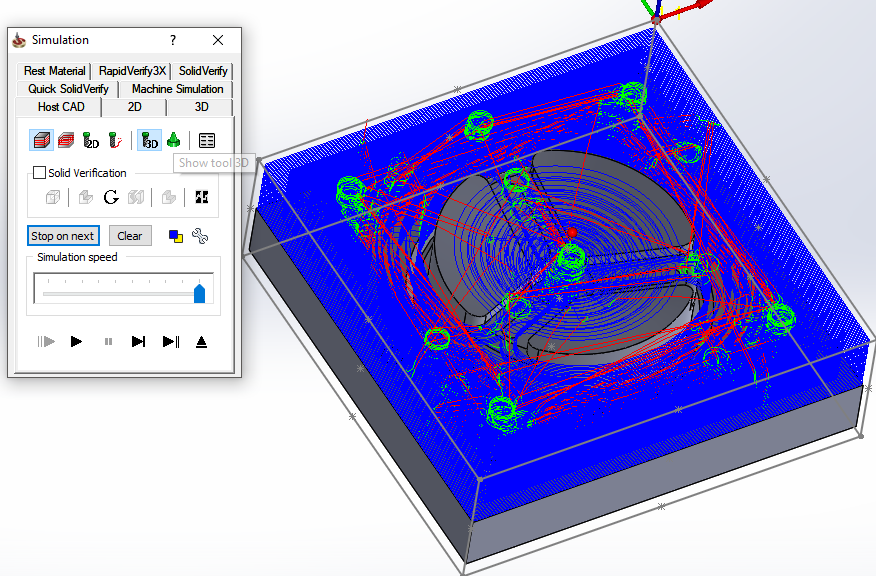 Simulation ?
Rest Material RapidVerify3X SolidVerify
Quick SolidVerify Machine Simulation
Host CAD 2D 3D
2D 3D
Show tool 3D
Solid Verification
Stop on next Clear
Simulation speed